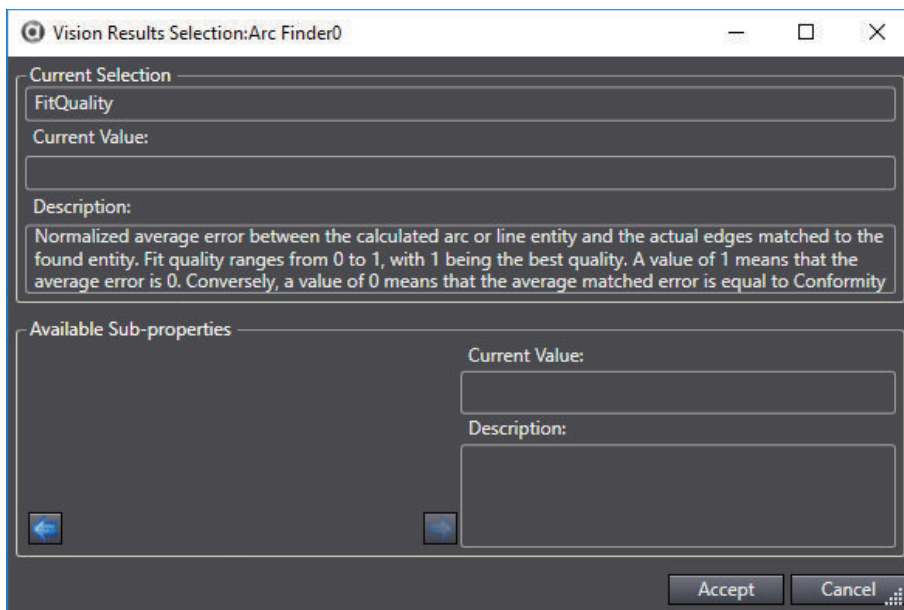 Vision Results Selection:Arc Finder0
Current Selection
FitQuality
Current Value:
Description:
Normalized average error between the calculated arc or line entity and the actual edges matched to the
found entity. Fit quality ranges from 0 to 1, with 1 being the best quality. A value of 1 means that the
average error is 0. Conversely, a value of 0 means that the average matched error is equal to Conformity
Available Sub-properties
Current Value:
Description:
Accept
Cancel